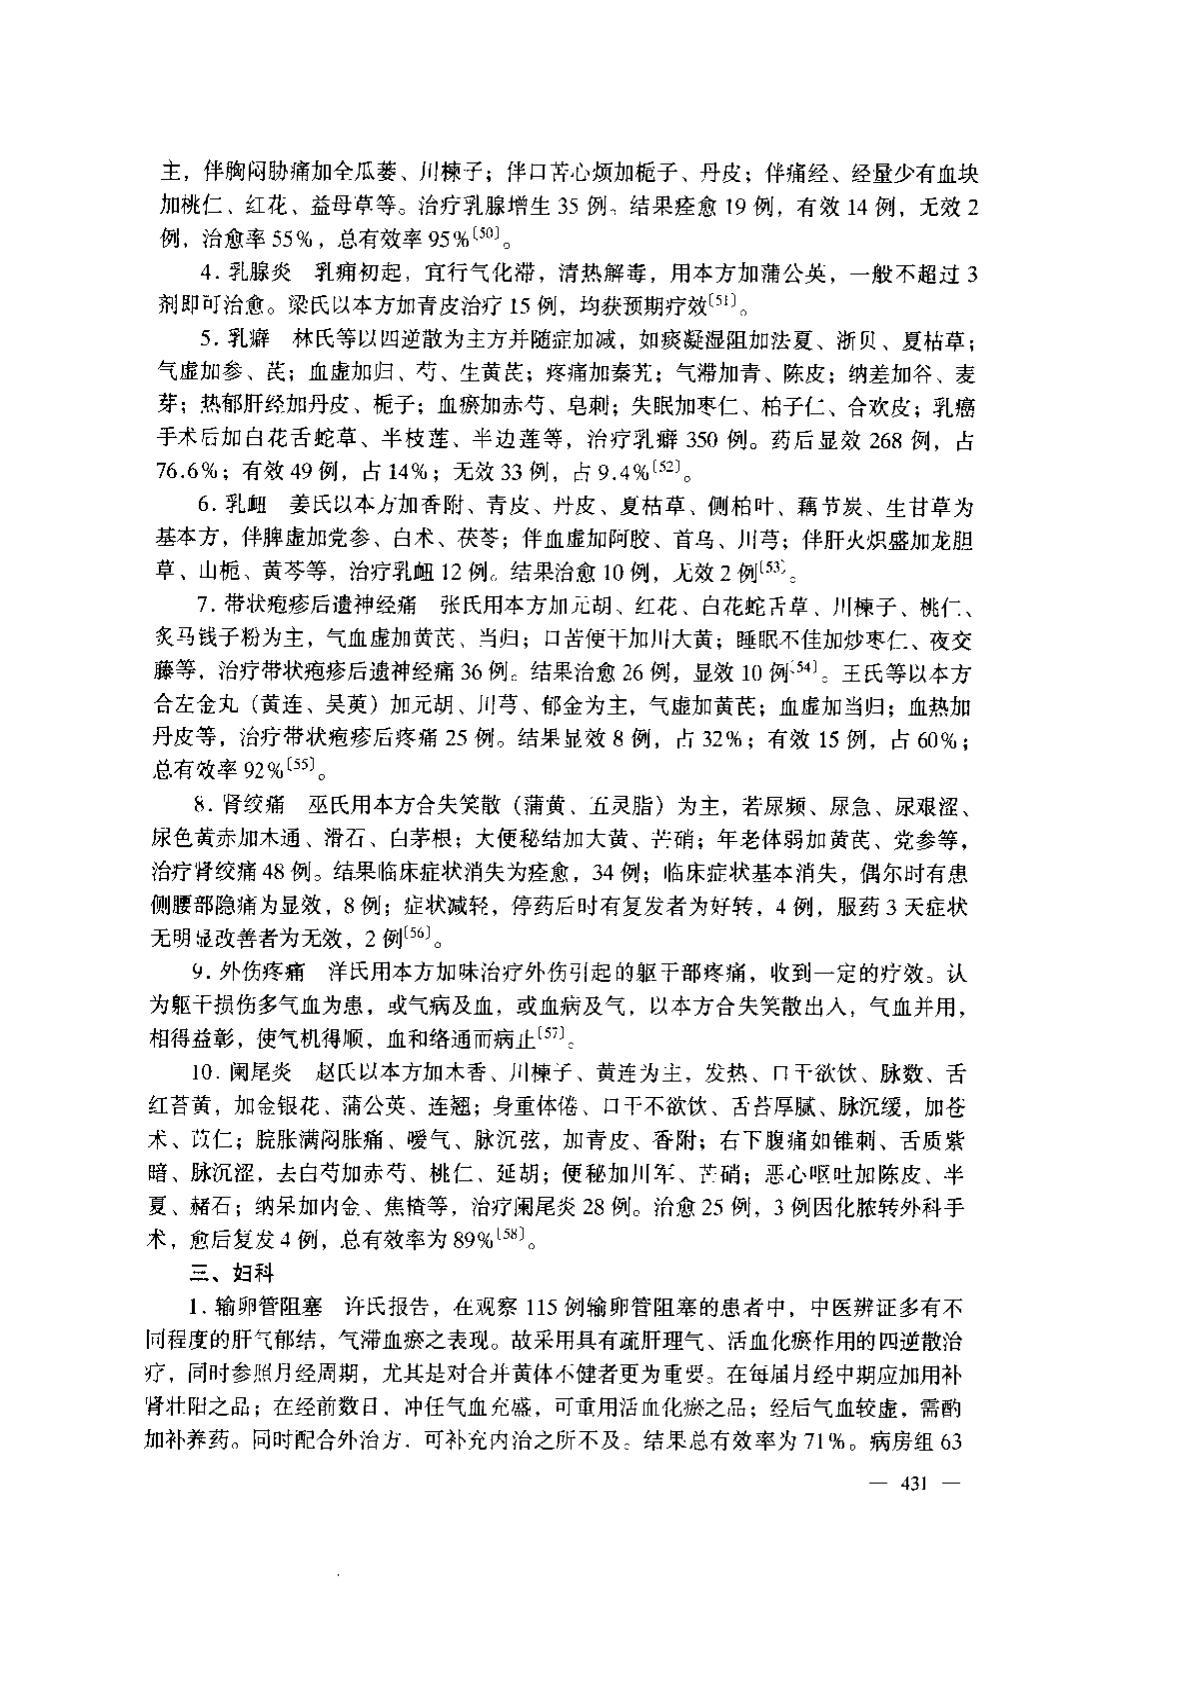 主，伴胸闷胁痛加全瓜蒌、川楝子；伴口苦心烦加栀子、丹皮；伴痛经、经量少有血块
加桃仁、红花、益母草等。治疗乳腺增生 35 例。结果痊愈 19 例，有效 14 例，无效 2
例，治愈率 55%，总有效率 95%〔50〕。
4. 乳腺炎　乳痈初起，宜行气化滞，清热解毒，用本方加蒲公英，一般不超过 3
剂即可治愈。梁氏以本方加青皮治疗 15 例，均获预期疗效〔51〕。
5. 乳癖　林氏等以四逆散为主方并随症加减，如痰凝湿阻加法夏、浙贝、夏枯草；
气虚加参、芪；血虚加归、芍、生黄芪；疼痛加秦艽；气滞加青、陈皮；纳差加谷、麦
芽；热郁肝经加丹皮、栀子；血瘀加赤芍、皂刺；失眠加枣仁、柏子仁、合欢皮；乳癌
手术后加白花舌蛇草、半枝莲、半边莲等，治疗乳癖 350 例。药后显效 268 例，占
76.6%；有效 49 例，占 14%；无效 33 例，占 9.4%〔52〕。
6. 乳衄　姜氏以本方加香附、青皮、丹皮、夏枯草、侧柏叶、藕节炭、生甘草为
基本方，伴脾虚加党参、白术、茯苓；伴血虚加阿胶、首乌、川芎；伴肝火炽盛加龙胆
草、山栀、黄芩等，治疗乳衄 12 例。结果治愈 10 例，无效 2 例〔53〕。
7. 带状疱疹后遗神经痛　张氏用本方加元胡、红花、白花蛇舌草、川楝子、桃仁、
炙马钱子粉为主，气血虚加黄芪、当归；口苦便干加川大黄；睡眠不佳加炒枣仁、夜交
藤等，治疗带状疱疹后遗神经痛 36 例。结果治愈 26 例，显效 10 例〔54〕。王氏等以本方
合左金丸（黄连、吴萸）加元胡、川芎、郁金为主，气虚加黄芪；血虚加当归；血热加
丹皮等，治疗带状疱疹后疼痛 25 例。结果显效 8 例，占 32%；有效 15 例，占 60%；
总有效率 92%〔55〕。
8. 肾绞痛　巫氏用本方合失笑散（蒲黄、五灵脂）为主，若尿频、尿急、尿艰涩、
尿色黄赤加木通、滑石、白茅根；大便秘结加大黄、芒硝；年老体弱加黄芪、党参等，
治疗肾绞痛 48 例。结果临床症状消失为痊愈，34 例；临床症状基本消失，偶尔时有患
侧腰部隐痛为显效，8 例；症状减轻，停药后时有复发者为好转，4 例，服药 3 天症状
无明显改善者为无效，2 例〔56〕。
9. 外伤疼痛　洋氏用本方加味治疗外伤引起的躯干部疼痛，收到一定的疗效。认
为躯干损伤多气血为患，或气病及血，或血病及气，以本方合失笑散出入，气血并用，
相得益彰，使气机得顺，血和络通而病止〔57〕。
10. 阑尾炎　赵氏以本方加木香、川楝子、黄连为主，发热、口干欲饮、脉数、舌
红苔黄，加金银花、蒲公英、连翘；身重体倦、口干不欲饮、舌苔厚腻、脉沉缓，加苍
术、苡仁；脘胀满闷胀痛、嗳气、脉沉弦，加青皮、香附；右下腹痛如锥刺、舌质紫
暗、脉沉涩，去白芍加赤芍、桃仁、延胡；便秘加川军、芒硝；恶心呕吐加陈皮、半
夏、赭石；纳呆加内金、焦楂等，治疗阑尾炎 28 例。治愈 25 例，3 例因化脓转外科手
术，愈后复发 4 例，总有效率为 89%〔58〕。
三、妇科
1. 输卵管阻塞　许氏报告，在观察 115 例输卵管阻塞的患者中，中医辨证多有不
同程度的肝气郁结，气滞血瘀之表现。故采用具有疏肝理气、活血化瘀作用的四逆散治
疗，同时参照月经周期，尤其是对合并黄体不健者更为重要。在每届月经中期应加用补
肾壮阳之品；在经前数日，冲任气血充盛，可重用活血化瘀之品；经后气血较虚，需酌
加补养药。同时配合外治方，可补充内治之所不及。结果总有效率为 71%。病房组 63
— 431 —